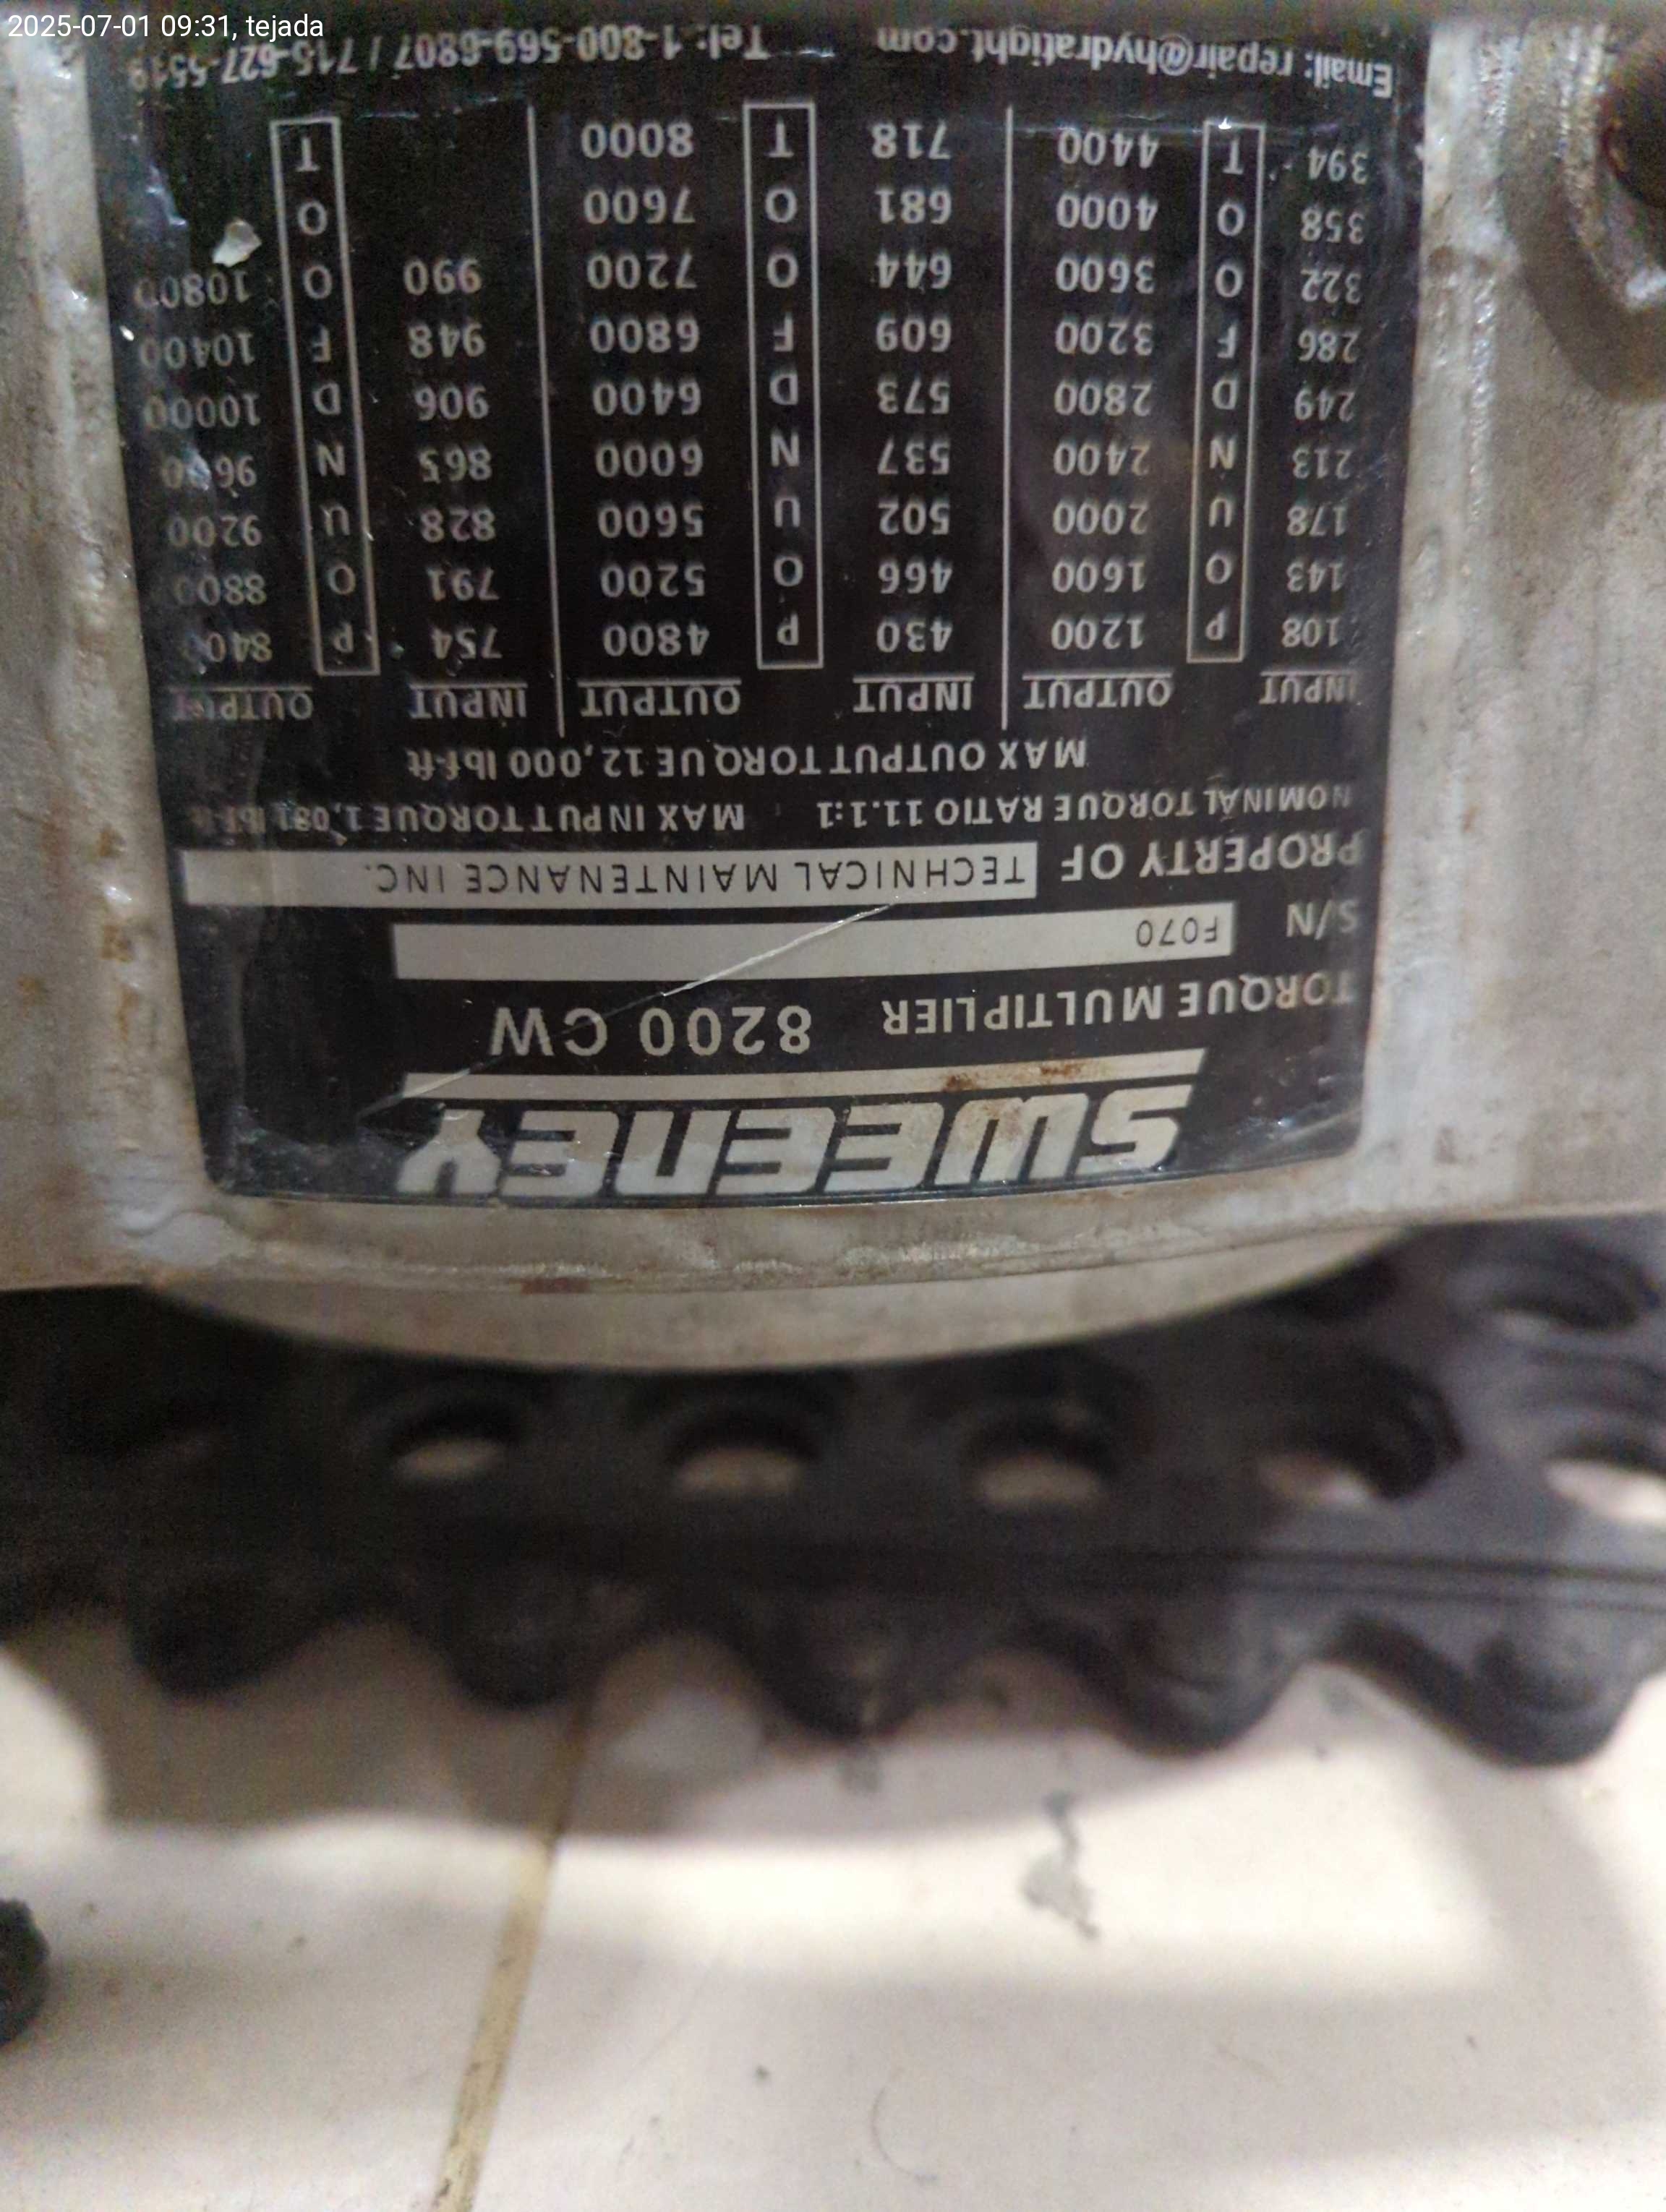 2025-07-01 09:31, tejada
SWEENEY
TORQUE MULTIPLIER 8200 CW
S/N F070
PROPERTY OF TECHNICAL MAINTENANCE INC.
NOMINAL TORQUE RATIO 11.1:1 MAX INPUT TORQUE 1,081 lbf-ft
MAX OUTPUT TORQUE 12,000 lbf-ft
INPUT OUTPUT INPUT OUTPUT INPUT OUTPUT
108 P 1200 430 P 4800 754 P 840
143 O 1600 466 O 5200 791 O 8800
178 U 2000 502 U 5600 828 U 9200
213 N 2400 537 N 6000 865 N
249 D 2800 573 D 6400 906 D 10000
286 F 3200 609 F 6800 948 F 10400
322 O 3600 644 O 7200 990 O 10800
358 O 4000 681 O 7600 O
394 T 4400 718 T 8000 T
Email: repair@hydratight.com Tel: 1-800-569-6807 / 715-627-5519